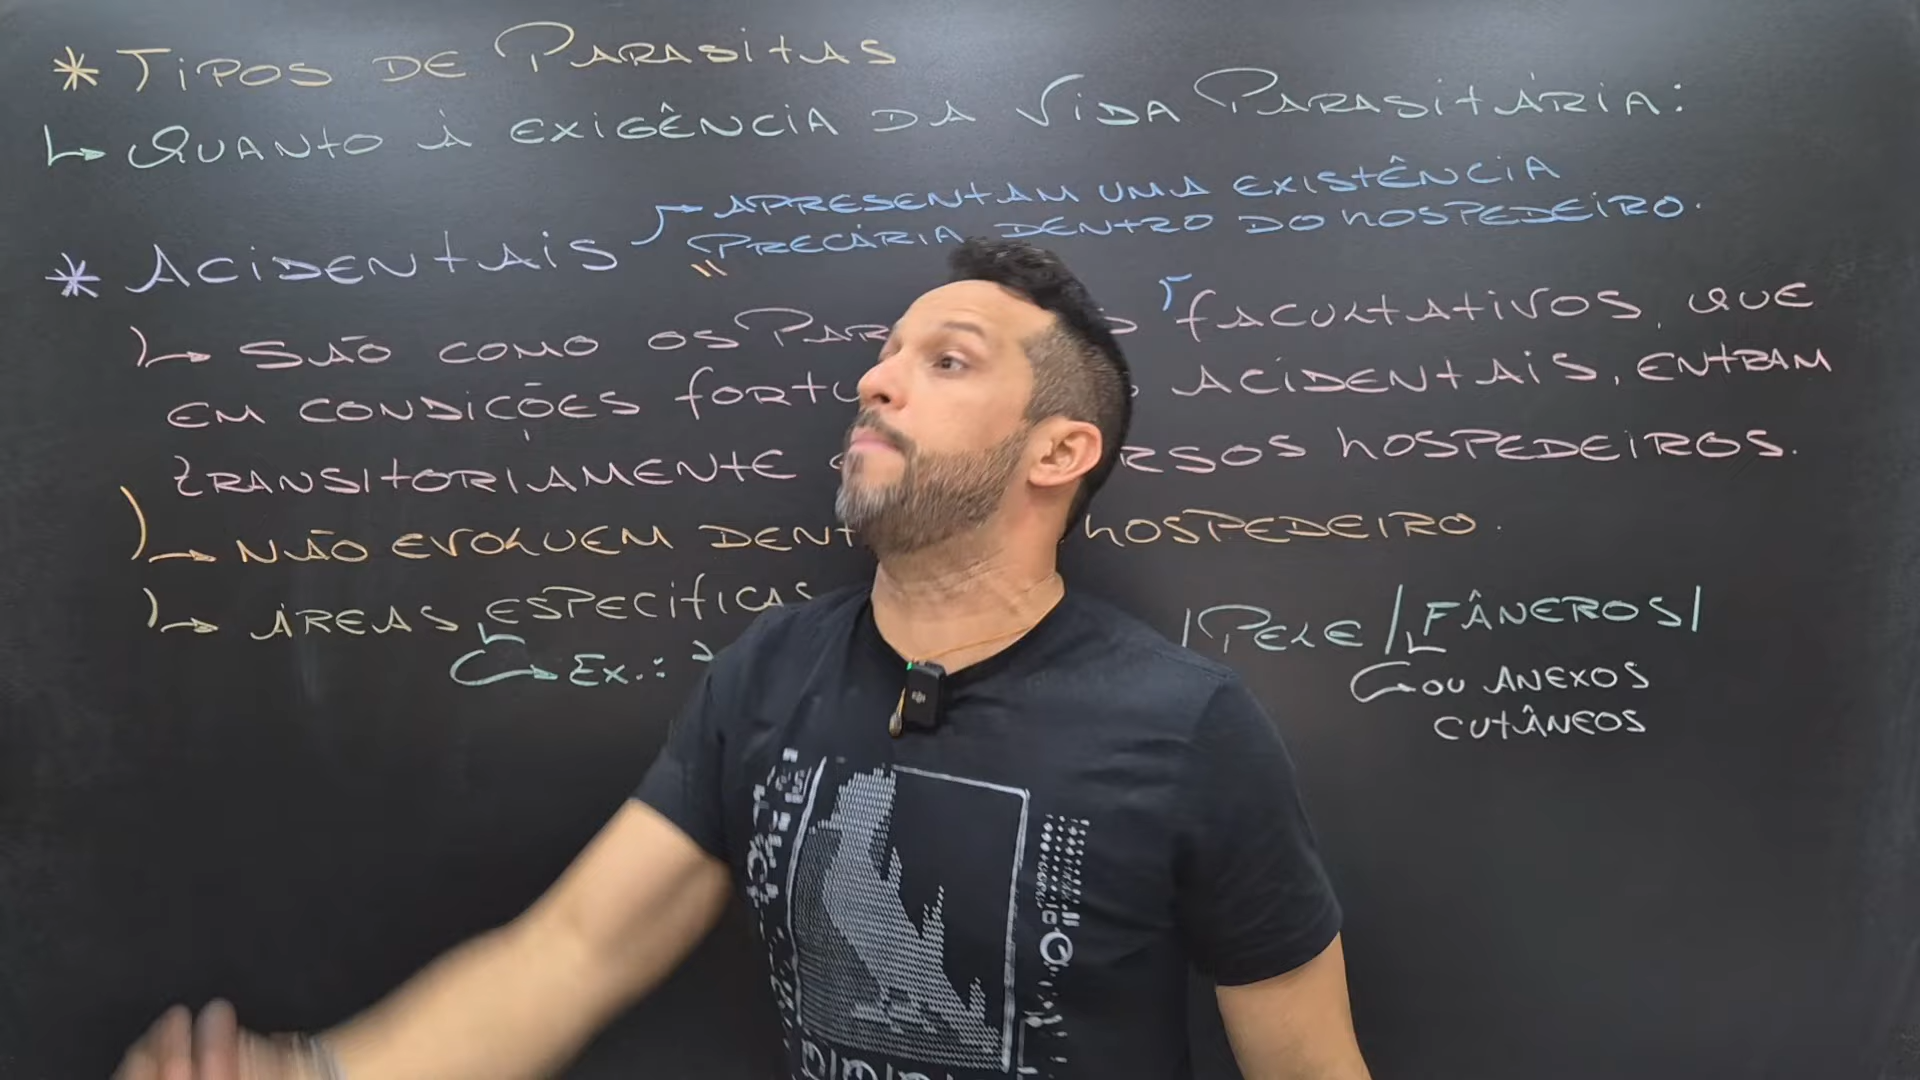 * TIPOS DE PARASITAS
↳ QUANTO À EXIGÊNCIA DA VIDA PARASITÁRIA:
* ACIDENTAIS → APRESENTAM UMA EXISTÊNCIA
PRECÁRIA DENTRO DO HOSPEDEIRO.
↳ SÃO COMO OS FACULTATIVOS, QUE
EM CONDIÇÕES ACIDENTAIS, ENTRAM
TRANSITORIAMENTE HOSPEDEIROS.
↳ NÃO EVOLUEM HOSPEDEIRO.
↳ ÁREAS ESPECÍFICAS
↳ EX.: /PELE/ FÂNEROS/
↳ OU ANEXOS
CUTÂNEOS